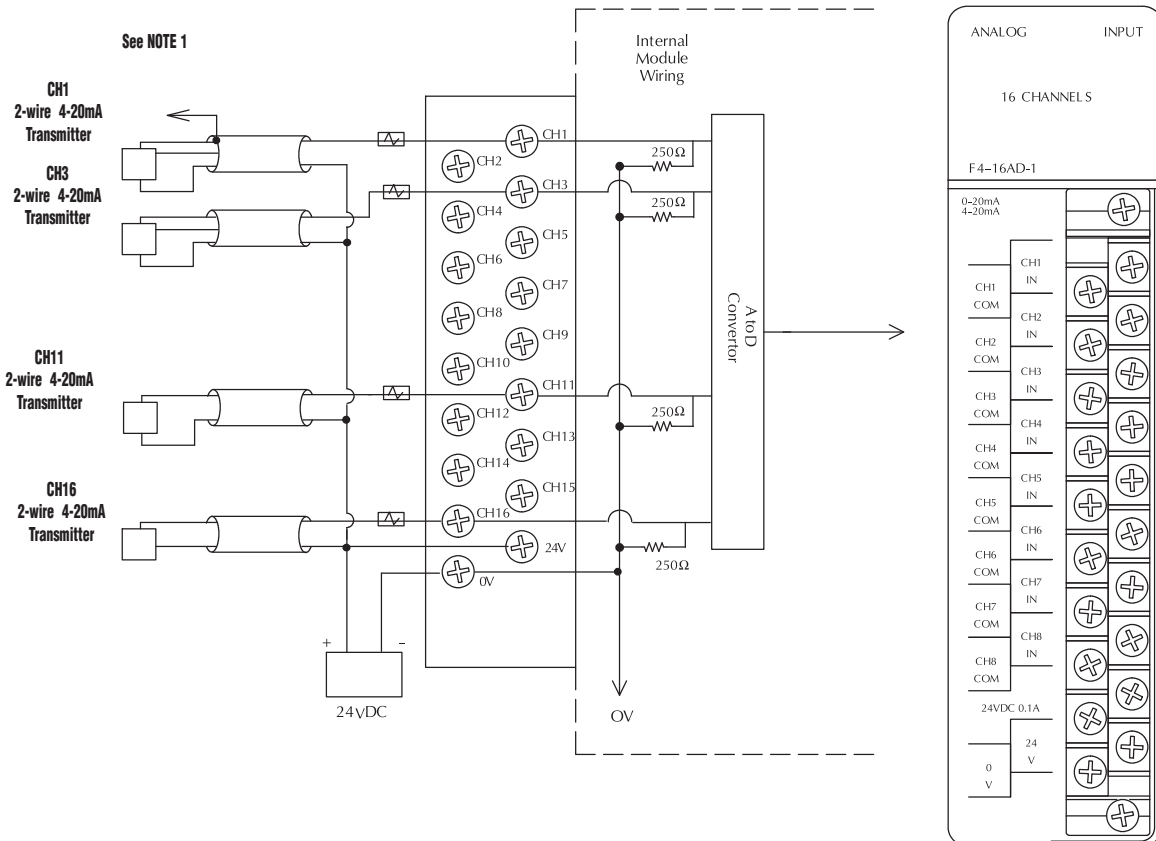 See NOTE 1
CH1
2-wire 4-20mA
Transmitter
CH3
2-wire 4-20mA
Transmitter
CH11
2-wire 4-20mA
Transmitter
CH16
2-wire 4-20mA
Transmitter
Internal
Module
Wiring
CH1
CH2
CH3
CH4
CH5
CH6
CH7
CH8
CH9
CH10
CH11
CH12
CH13
CH14
CH15
CH16
24V
0V
+
-
24VDC
250Ω
250Ω
250Ω
250Ω
OV
A to D
Convertor
ANALOG INPUT
16 CHANNELS
F4-16AD-1
0-20mA
4-20mA
CH1
IN
CH1
COM
CH2
IN
CH2
COM
CH3
IN
CH3
COM
CH4
IN
CH4
COM
CH5
IN
CH5
COM
CH6
IN
CH6
COM
CH7
IN
CH7
COM
CH8
IN
CH8
COM
24VDC 0.1A
24
V
0
V